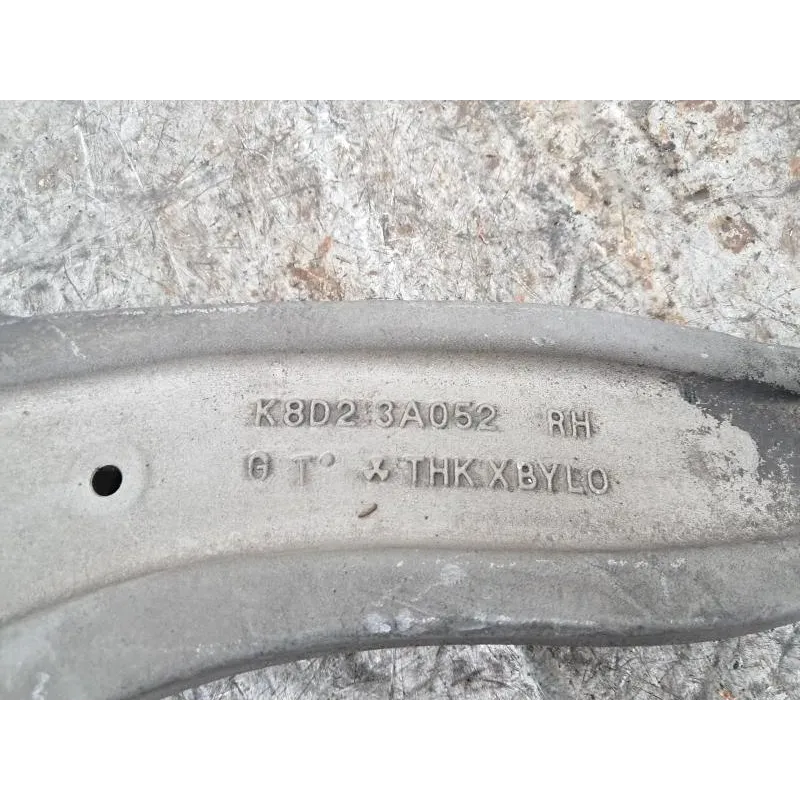 K8D2 3A052 RH
G T THK XBYLO